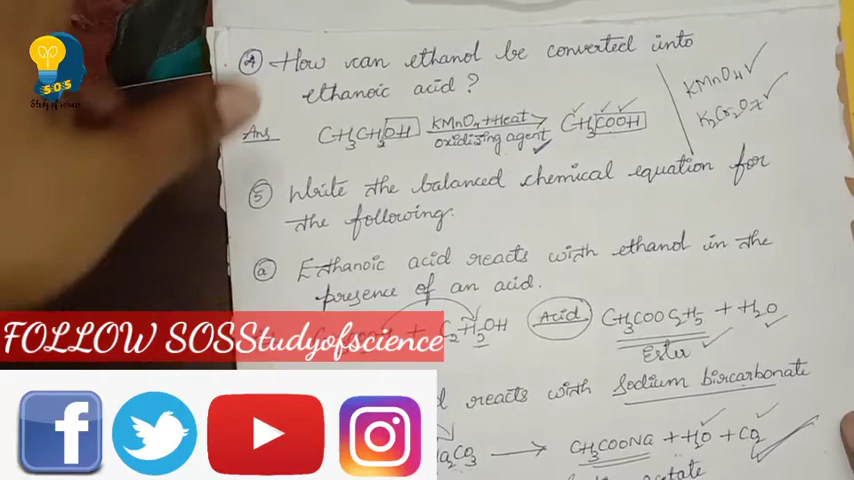 S.O.S
Study of science
④ How can ethanol be converted into
ethanoic acid?
KMnO4 ✓
K2Cr2O7 ✓
Ans CH3CH2OH KMnO4 + Heat CH3COOH
oxidizing agent
⑤ Write the balanced chemical equation for
the following.
ⓐ Ethanoic acid reacts with ethanol in the
presence of an acid.
+ C2H5OH Acid CH3COOC2H5 + H2O
Ester
FOLLOW SOSStudyofscience
reacts with Sodium bircarbonate
CO3 → CH3COONa + H2O + CO2